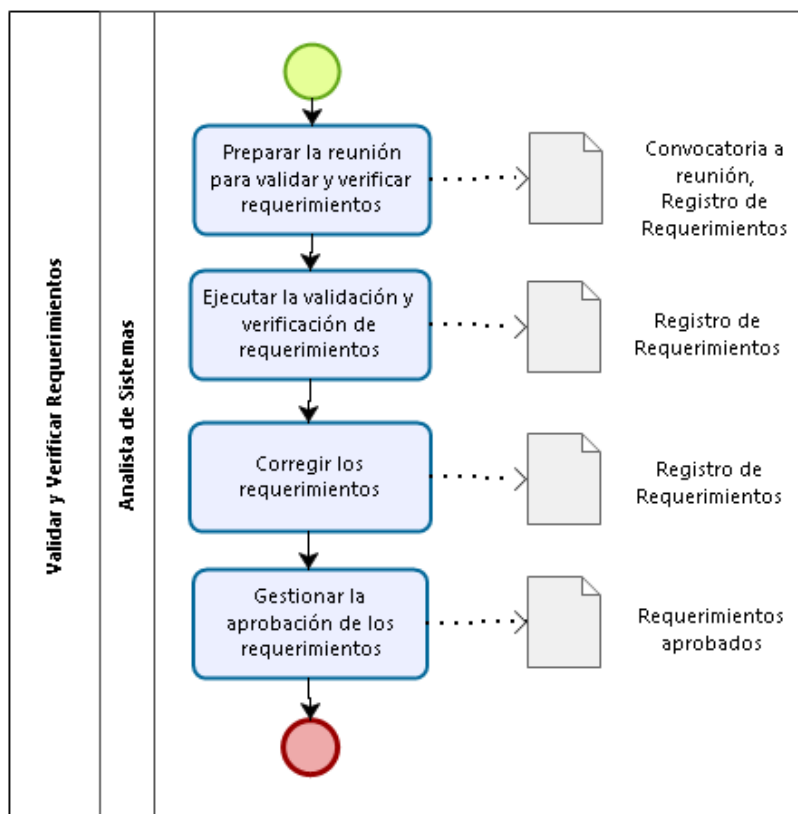 Validar y Verificar Requerimientos
Analista de Sistemas
Preparar la reunión
para validar y verificar
requerimientos
Convocatoria a
reunión,
Registro de
Requerimientos
Ejecutar la validación y
verificación de
requerimientos
Registro de
Requerimientos
Corregir los
requerimientos
Registro de
Requerimientos
Gestionar la
aprobación de los
requerimientos
Requerimientos
aprobados